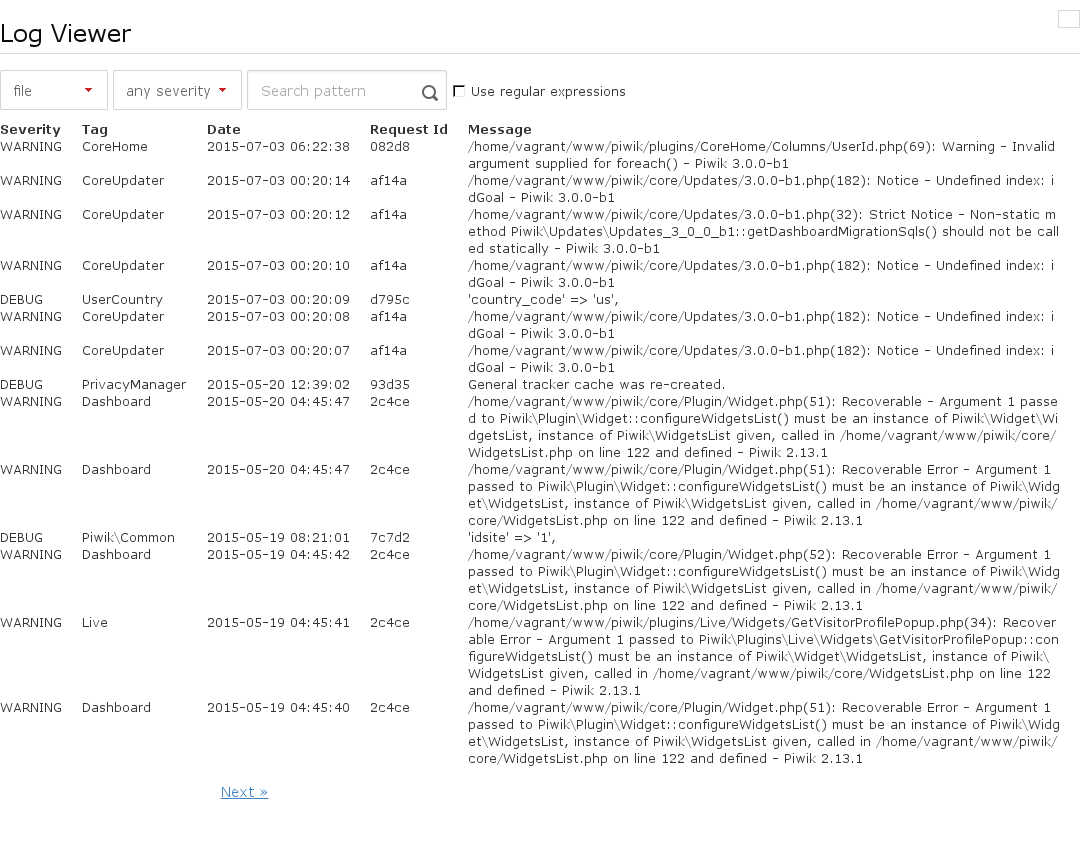 Log Viewer
file any severity Search pattern Use regular expressions
Severity Tag Date Request Id Message
WARNING CoreHome 2015-07-03 06:22:38 082d8 /home/vagrant/www/piwik/plugins/CoreHome/Columns/UserId.php(69): Warning - Invalid
argument supplied for foreach() - Piwik 3.0.0-b1
WARNING CoreUpdater 2015-07-03 00:20:14 af14a /home/vagrant/www/piwik/core/Updates/3.0.0-b1.php(182): Notice - Undefined index: i
dGoal - Piwik 3.0.0-b1
WARNING CoreUpdater 2015-07-03 00:20:12 af14a /home/vagrant/www/piwik/core/Updates/3.0.0-b1.php(32): Strict Notice - Non-static m
ethod Piwik\Updates\Updates_3_0_0_b1::getDashboardMigrationSqls() should not be call
ed statically - Piwik 3.0.0-b1
WARNING CoreUpdater 2015-07-03 00:20:10 af14a /home/vagrant/www/piwik/core/Updates/3.0.0-b1.php(182): Notice - Undefined index: i
dGoal - Piwik 3.0.0-b1
DEBUG UserCountry 2015-07-03 00:20:09 d795c 'country_code' => 'us',
WARNING CoreUpdater 2015-07-03 00:20:08 af14a /home/vagrant/www/piwik/core/Updates/3.0.0-b1.php(182): Notice - Undefined index: i
dGoal - Piwik 3.0.0-b1
WARNING CoreUpdater 2015-07-03 00:20:07 af14a /home/vagrant/www/piwik/core/Updates/3.0.0-b1.php(182): Notice - Undefined index: i
dGoal - Piwik 3.0.0-b1
DEBUG PrivacyManager 2015-05-20 12:39:02 93d35 General tracker cache was re-created.
WARNING Dashboard 2015-05-20 04:45:47 2c4ce /home/vagrant/www/piwik/core/Plugin/Widget.php(51): Recoverable - Argument 1 passe
d to Piwik\Plugin\Widget::configureWidgetsList() must be an instance of Piwik\Widget\Wi
dgetsList, instance of Piwik\WidgetsList given, called in /home/vagrant/www/piwik/core/
WidgetsList.php on line 122 and defined - Piwik 2.13.1
WARNING Dashboard 2015-05-20 04:45:47 2c4ce /home/vagrant/www/piwik/core/Plugin/Widget.php(51): Recoverable Error - Argument 1
passed to Piwik\Plugin\Widget::configureWidgetsList() must be an instance of Piwik\Widg
et\WidgetsList, instance of Piwik\WidgetsList given, called in /home/vagrant/www/piwik/
core/WidgetsList.php on line 122 and defined - Piwik 2.13.1
DEBUG Piwik\Common 2015-05-19 08:21:01 7c7d2 'idsite' => '1',
WARNING Dashboard 2015-05-19 04:45:42 2c4ce /home/vagrant/www/piwik/core/Plugin/Widget.php(52): Recoverable Error - Argument 1
passed to Piwik\Plugin\Widget::configureWidgetsList() must be an instance of Piwik\Widg
et\WidgetsList, instance of Piwik\WidgetsList given, called in /home/vagrant/www/piwik/
core/WidgetsList.php on line 122 and defined - Piwik 2.13.1
WARNING Live 2015-05-19 04:45:41 2c4ce /home/vagrant/www/piwik/plugins/Live/Widgets/GetVisitorProfilePopup.php(34): Recover
able Error - Argument 1 passed to Piwik\Plugins\Live\Widgets\GetVisitorProfilePopup::con
figureWidgetsList() must be an instance of Piwik\Widget\WidgetsList, instance of Piwik\
WidgetsList given, called in /home/vagrant/www/piwik/core/WidgetsList.php on line 122
and defined - Piwik 2.13.1
WARNING Dashboard 2015-05-19 04:45:40 2c4ce /home/vagrant/www/piwik/core/Plugin/Widget.php(51): Recoverable Error - Argument 1
passed to Piwik\Plugin\Widget::configureWidgetsList() must be an instance of Piwik\Widg
et\WidgetsList, instance of Piwik\WidgetsList given, called in /home/vagrant/www/piwik/
core/WidgetsList.php on line 122 and defined - Piwik 2.13.1
Next »